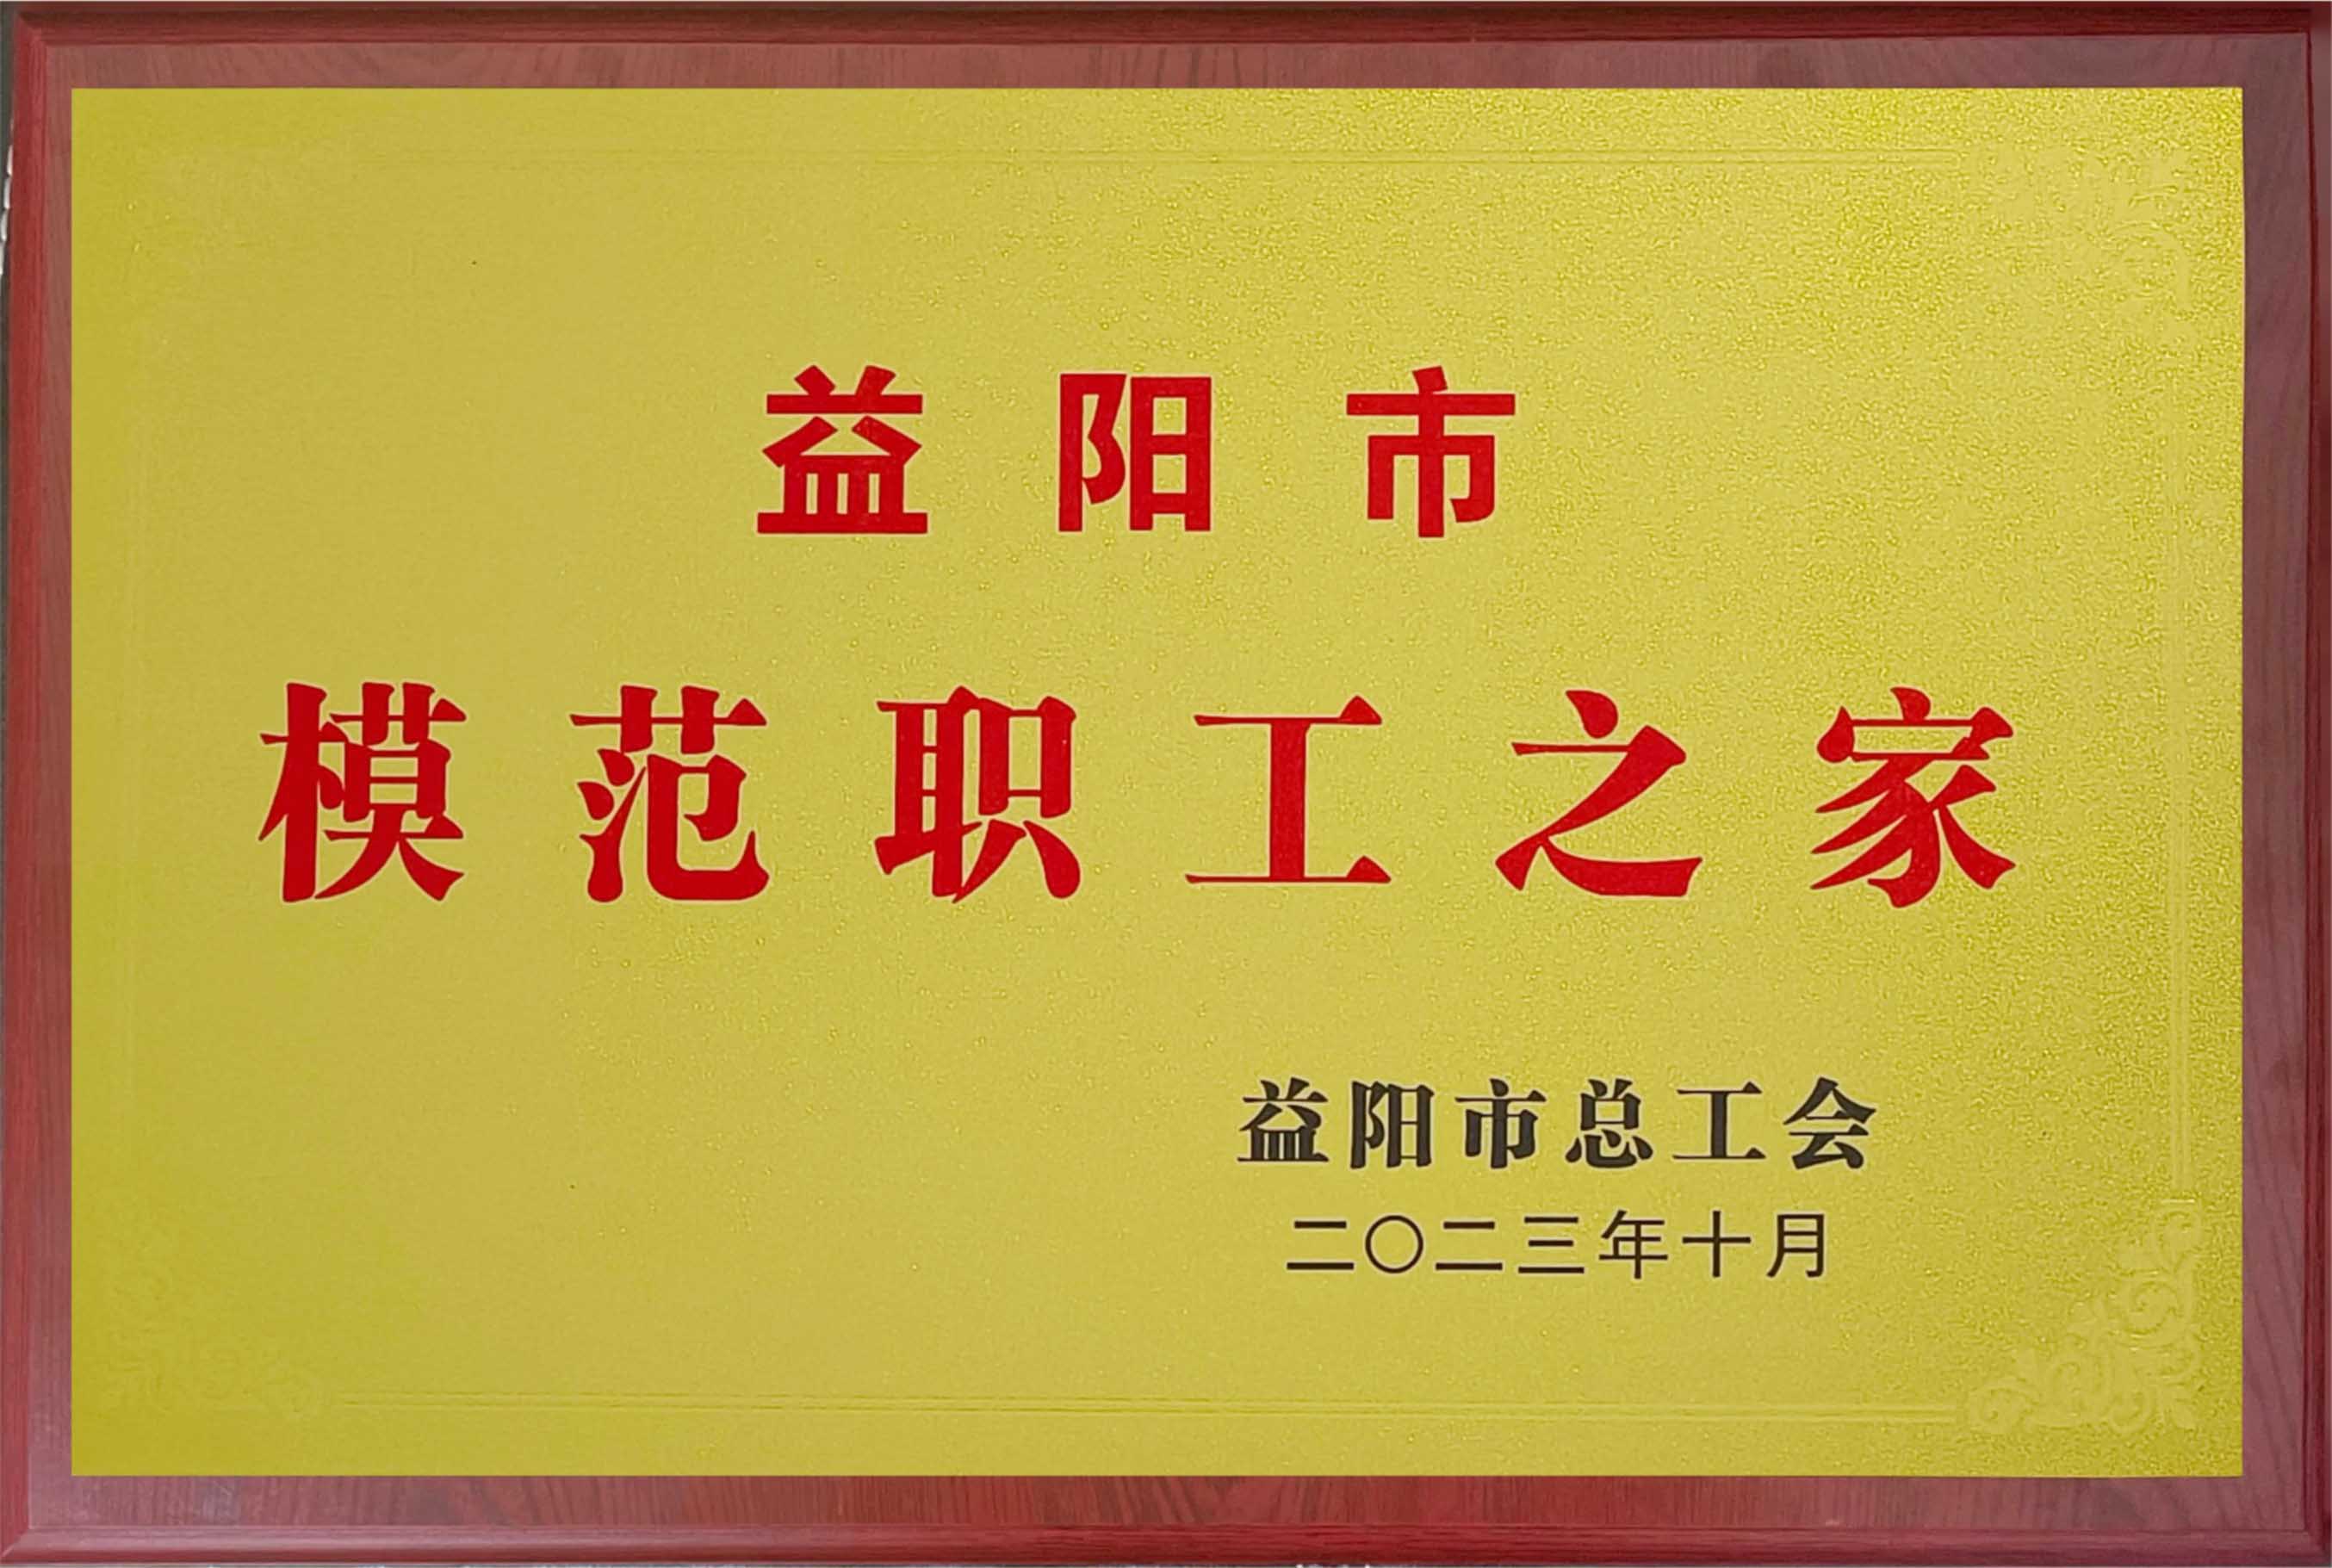 益阳市
模范职工之家
益阳市总工会
二〇二三年十月